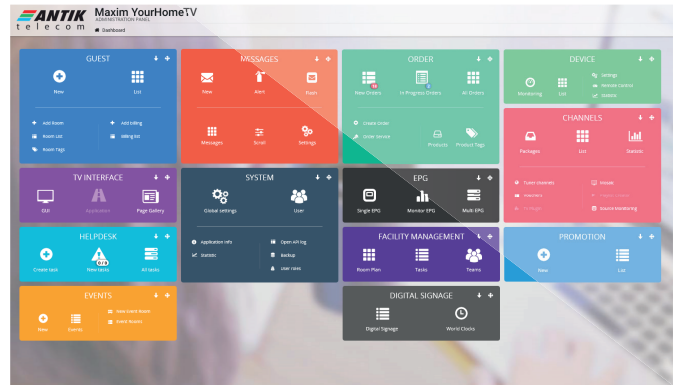 ANTIK
telecom
Maxim YourHomeTV
ADMINISTRATION PANEL
Dashboard
GUEST
New
List
Add Room
Add billing
Room List
Billing list
Room Tags
MESSAGES
New
Alert
Flash
Messages
Scroll
Settings
ORDER
New Orders
In Progress Orders
All Orders
Create Order
Order Service
Products
Product Tags
DEVICE
Monitoring
List
Settings
Remote Control
Statistic
CHANNELS
Packages
List
Statistic
Tuner channels
Source Monitoring
TV INTERFACE
GUI
Application
Page Gallery
SYSTEM
Global settings
User
Application info
Open API log
Statistic
Backup
User roles
EPG
Single EPG
Monitor EPG
Multi EPG
HELPDESK
Create task
0 / 0
New tasks
All tasks
FACILITY MANAGEMENT
Room Plan
Tasks
Teams
PROMOTION
New
List
EVENTS
New
Events
New Event Room
Event Rooms
DIGITAL SIGNAGE
Digital Signage
World Clocks